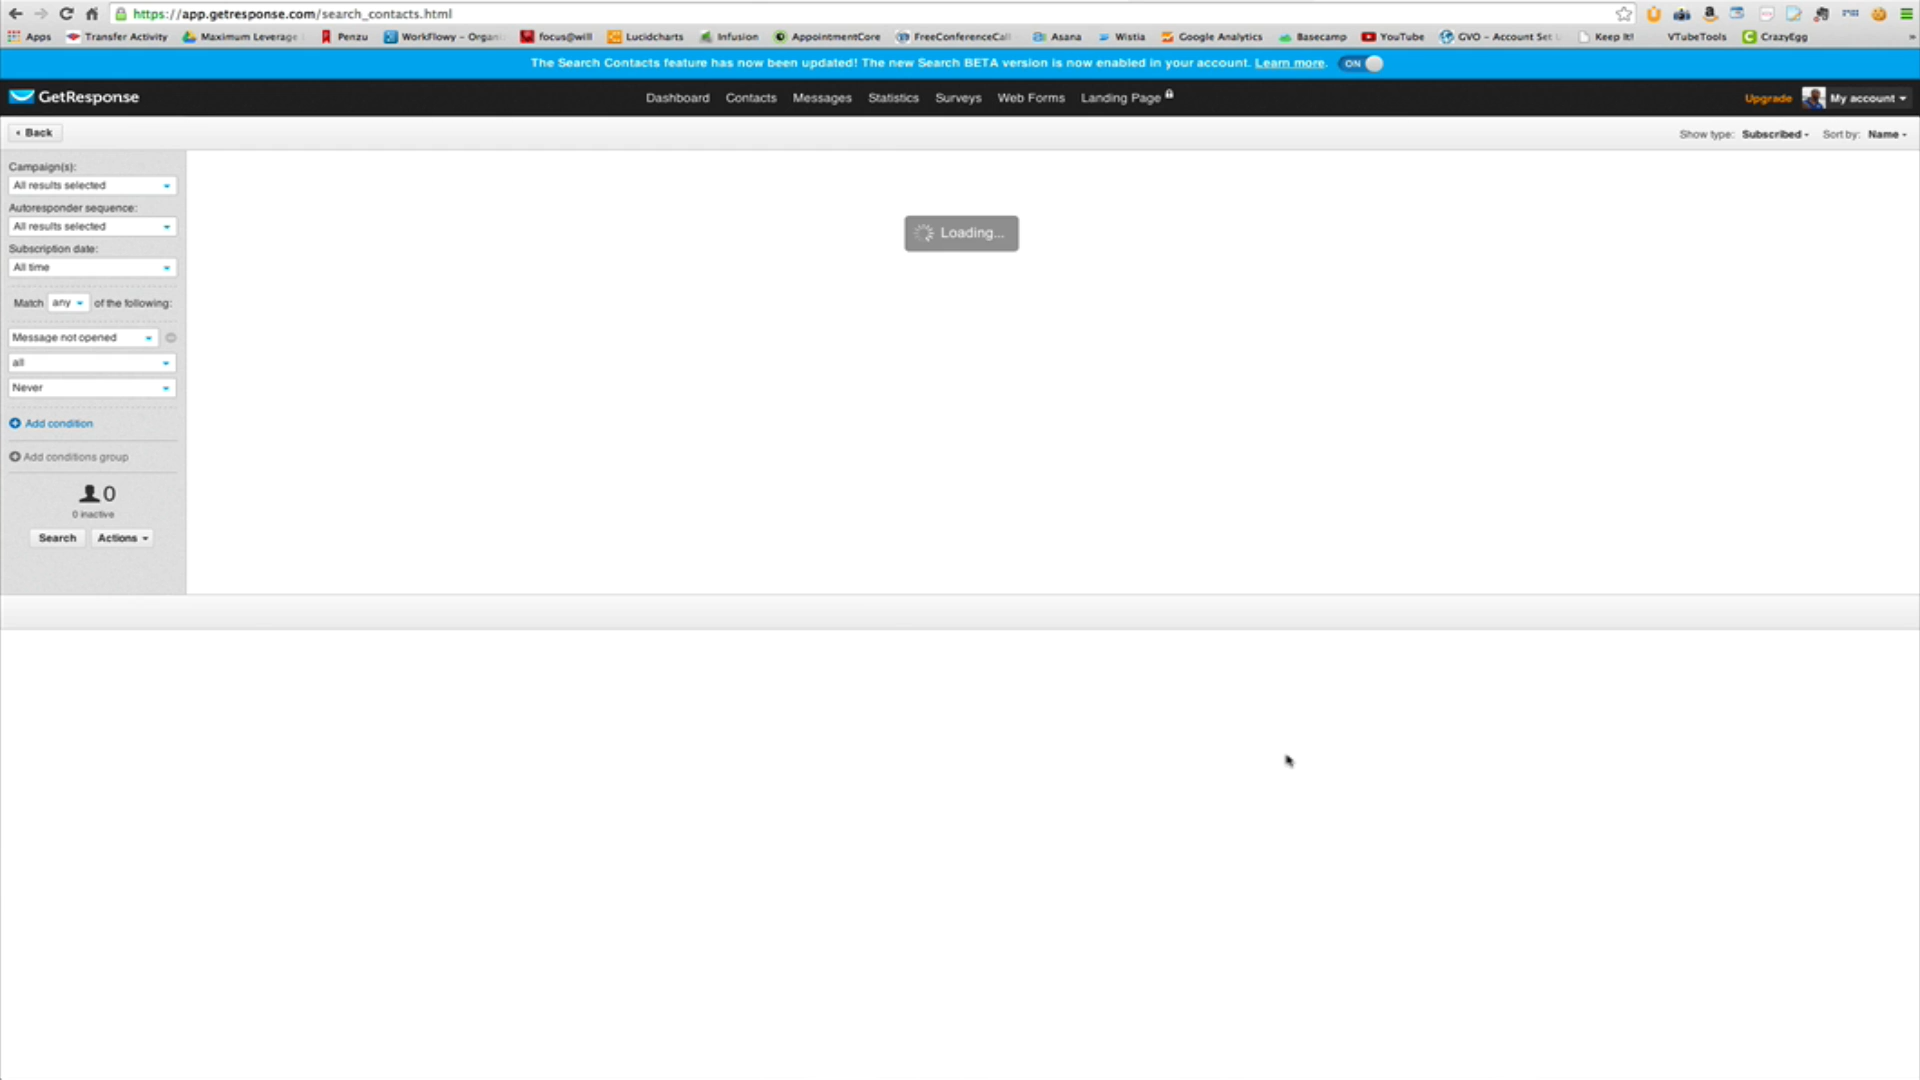 https://app.getresponse.com/search_contacts.html
Apps Transfer Activity Maximum Leverage Penzu WorkFlowy - Organi focus@will Lucidcharts Infusion AppointmentCore FreeConferenceCall Asana Wistia Google Analytics Basecamp YouTube GVO - Account Set U Keep It! VTubeTools CrazyEgg »
The Search Contacts feature has now been updated! The new Search BETA version is now enabled in your account. Learn more. ON
GetResponse Dashboard Contacts Messages Statistics Surveys Web Forms Landing Page Upgrade My account
Back Show type: Subscribed Sort by: Name
Campaign(s):
All results selected
Autoresponder sequence:
All results selected
Subscription date:
All time
Match any of the following:
Message not opened
all
Never
Add condition
Add conditions group
0
0 inactive
Search Actions
Loading...